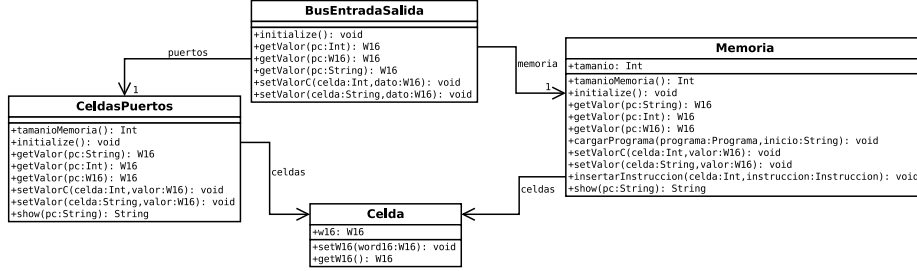 BusEntradaSalida
+initialize(): void
+getValor(pc:Int): W16
+getValor(pc:W16): W16
+getValor(pc:String): W16
+setValorC(celda:Int,dato:W16): void
+setValor(celda:String,dato:W16): void
puertos
1
memoria
1
Memoria
+tamanio: Int
+tamanioMemoria(): Int
+initialize(): void
+getValor(pc:String): W16
+getValor(pc:Int): W16
+getValor(pc:W16): W16
+cargarPrograma(programa:Programa,inicio:String): void
+setValorC(celda:Int,valor:W16): void
+setValor(celda:String,valor:W16): void
+insertarInstruccion(celda:Int,instruccion:Instruccion): void
+show(pc:String): String
CeldasPuertos
+tamanioMemoria(): Int
+initialize(): void
+getValor(pc:String): W16
+getValor(pc:Int): W16
+getValor(pc:W16): W16
+setValorC(celda:Int,valor:W16): void
+setValor(celda:String,valor:W16): void
+show(pc:String): String
celdas
celdas
Celda
+w16: W16
+setW16(word16:W16): void
+getW16(): W16